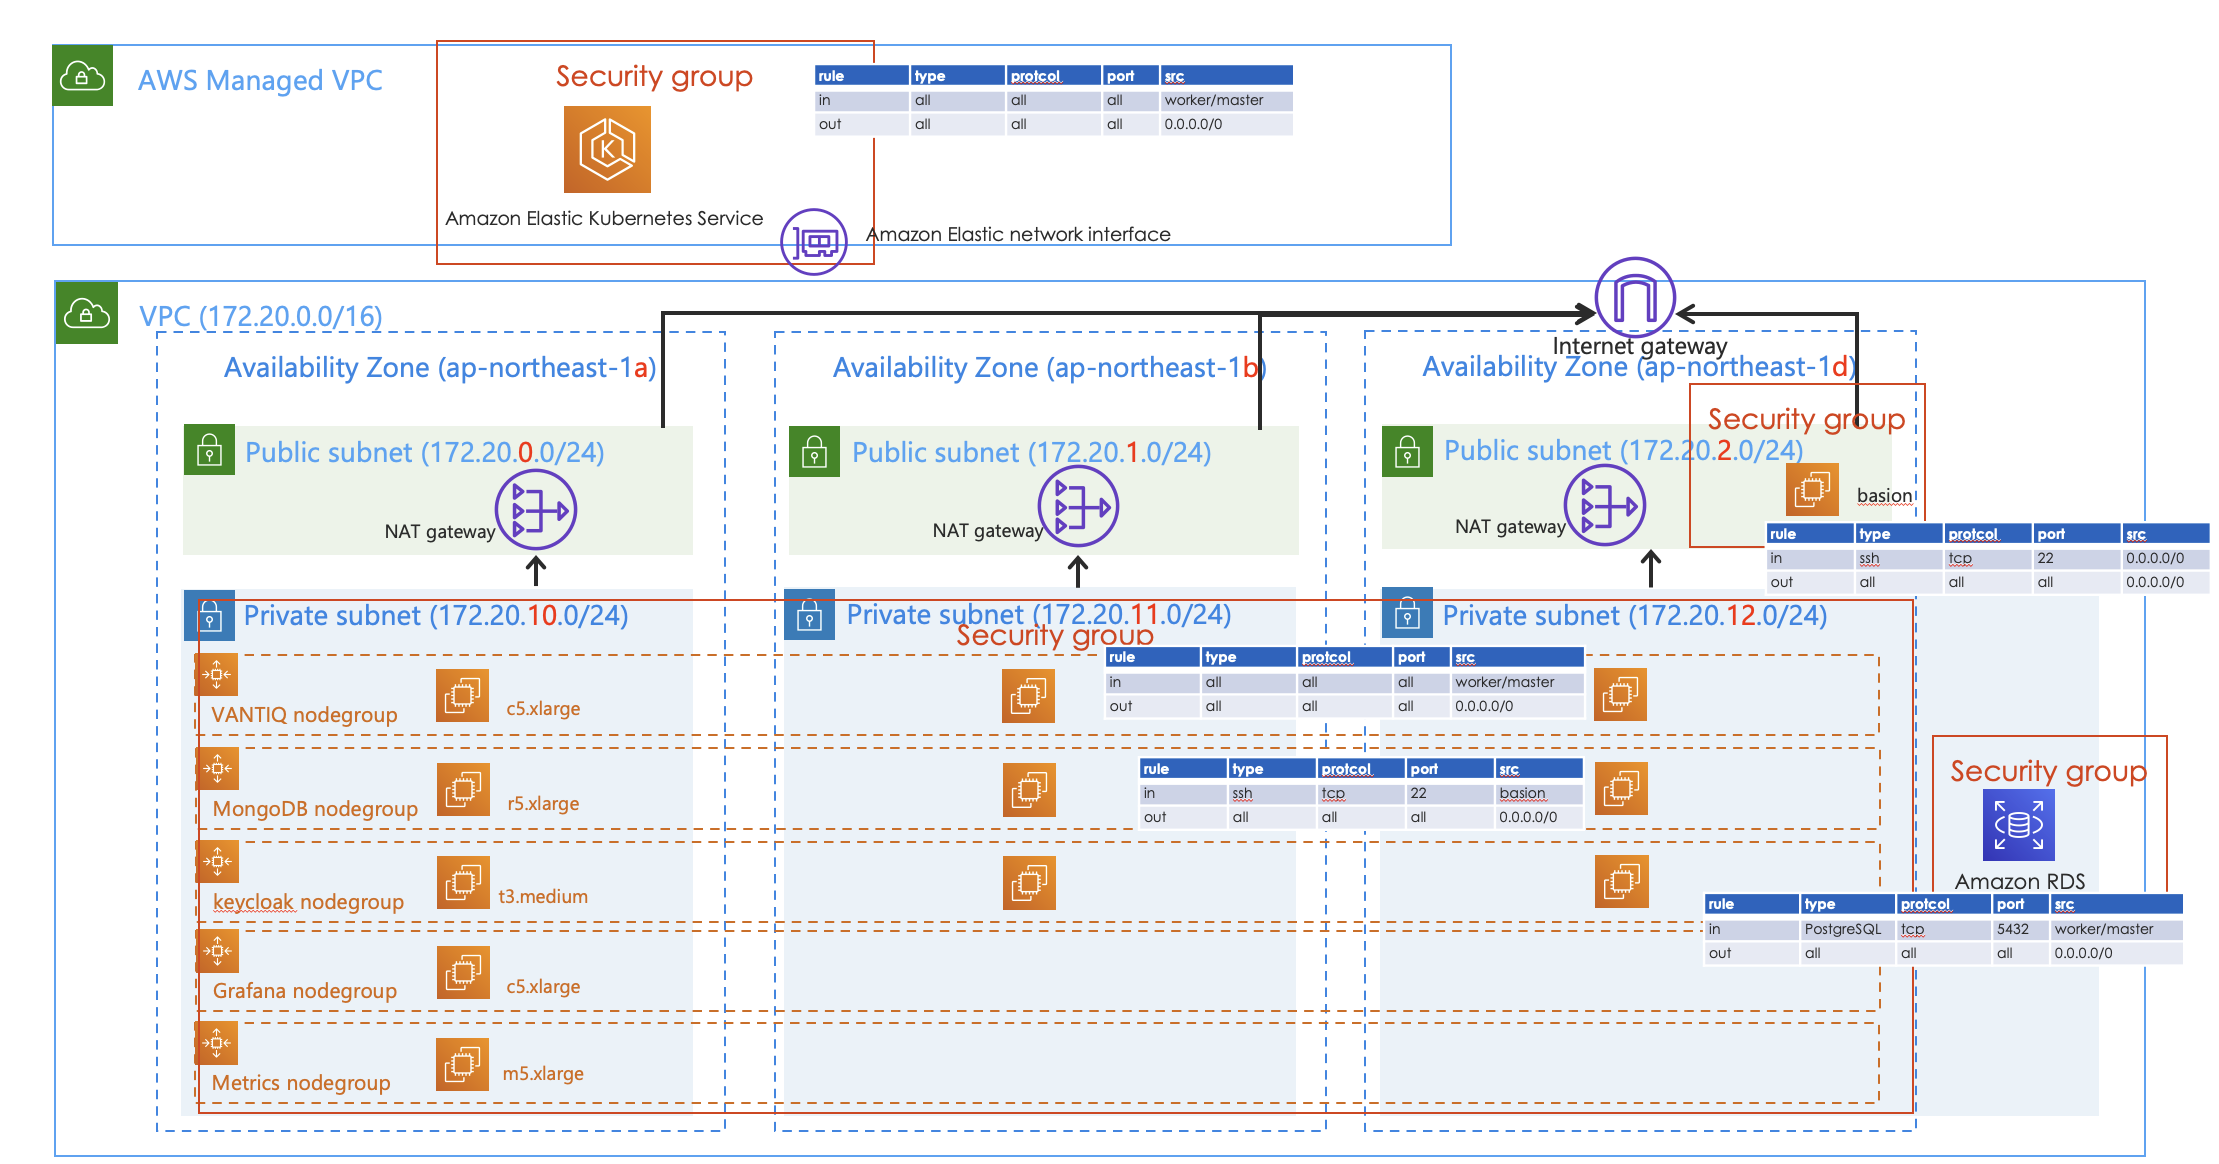 AWS Managed VPC
Security group
rule type protcol port src
in all all all worker/master
out all all all 0.0.0.0/0
Amazon Elastic Kubernetes Service
Amazon Elastic network interface
VPC (172.20.0.0/16)
Internet gateway
Availability Zone (ap-northeast-1a)
Availability Zone (ap-northeast-1b)
Availability Zone (ap-northeast-1d)
Public subnet (172.20.0.0/24)
NAT gateway
Public subnet (172.20.1.0/24)
NAT gateway
Public subnet (172.20.2.0/24)
NAT gateway
Security group
basion
rule type protcol port src
in ssh tcp 22 0.0.0.0/0
out all all all 0.0.0.0/0
Private subnet (172.20.10.0/24)
Private subnet (172.20.11.0/24)
Private subnet (172.20.12.0/24)
Security group
rule type protcol port src
in all all all worker/master
out all all all 0.0.0.0/0
VANTIQ nodegroup
c5.xlarge
rule type protcol port src
in ssh tcp 22 basion
out all all all 0.0.0.0/0
MongoDB nodegroup
r5.xlarge
Security group
Amazon RDS
rule type protcol port src
in PostgreSQL tcp 5432 worker/master
out all all all 0.0.0.0/0
keycloak nodegroup
t3.medium
Grafana nodegroup
c5.xlarge
Metrics nodegroup
m5.xlarge